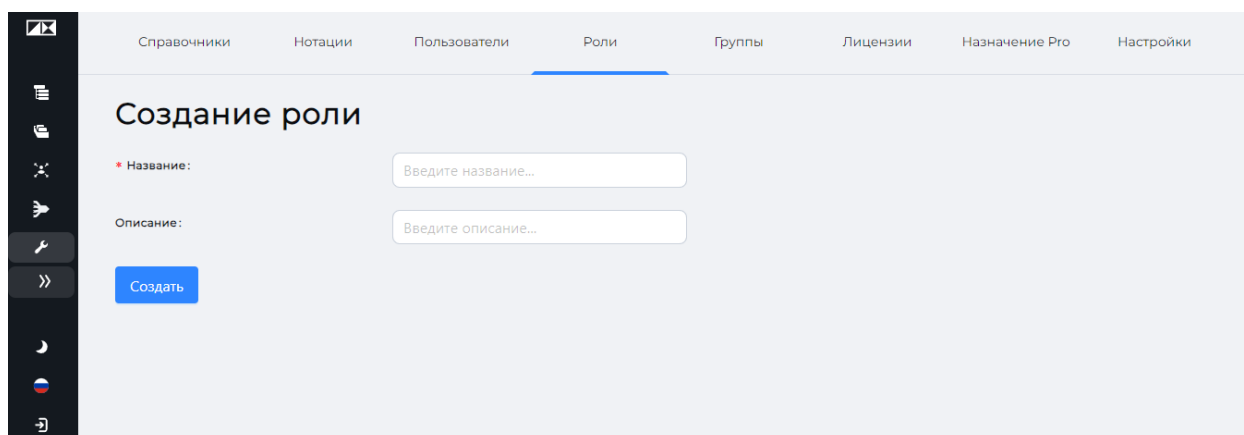 Справочники Нотации Пользователи Роли Группы Лицензии Назначение Pro Настройки
Создание роли
* Название:
Введите название...
Описание:
Введите описание...
Создать